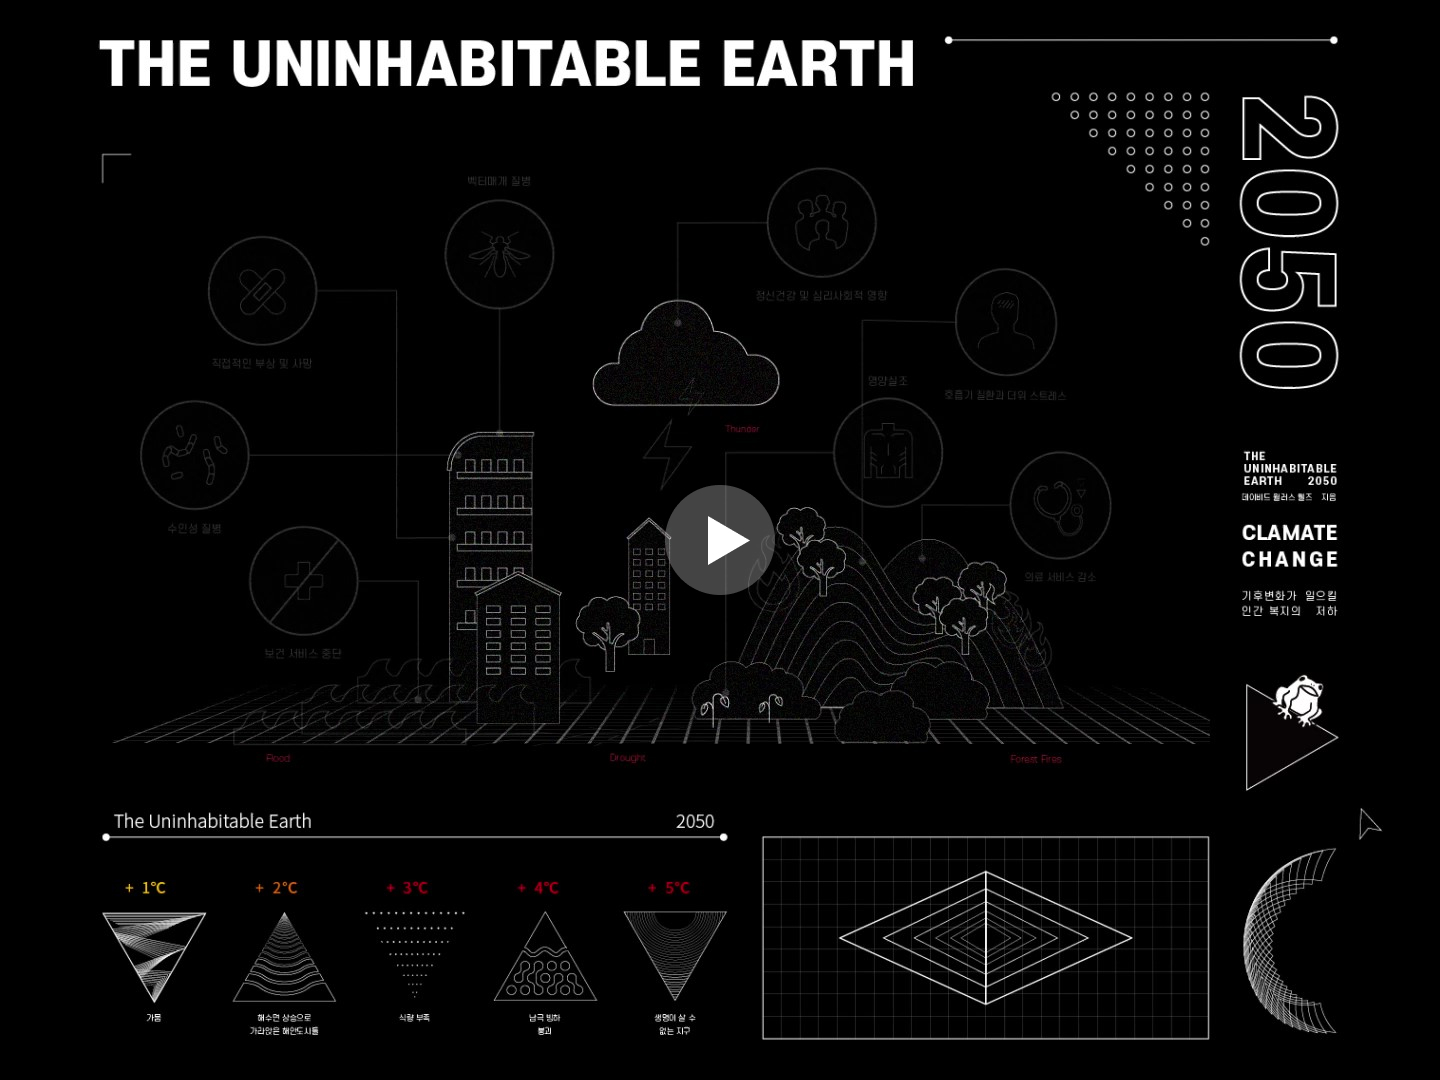 THE UNINHABITABLE EARTH
2050
벡터매개 질병
정신건강 및 심리사회적 영향
직접적인 부상 및 사망
영양실조
호흡기 질환과 더위 스트레스
Thunder
수인성 질병
의료 서비스 감소
보건 서비스 중단
Flood
Drought
Forest Fires
THE
UNINHABITABLE
EARTH 2050
데이비드 월러스 웰즈 지음
CLAMATE
CHANGE
기후변화가 일으킬
인간 복지의 저하
The Uninhabitable Earth 2050
+ 1℃ + 2℃ + 3℃ + 4℃ + 5℃
가뭄
해수면 상승으로
가라앉은 해안도시들
식량 부족
남극 빙하
붕괴
생명이 살 수
없는 지구